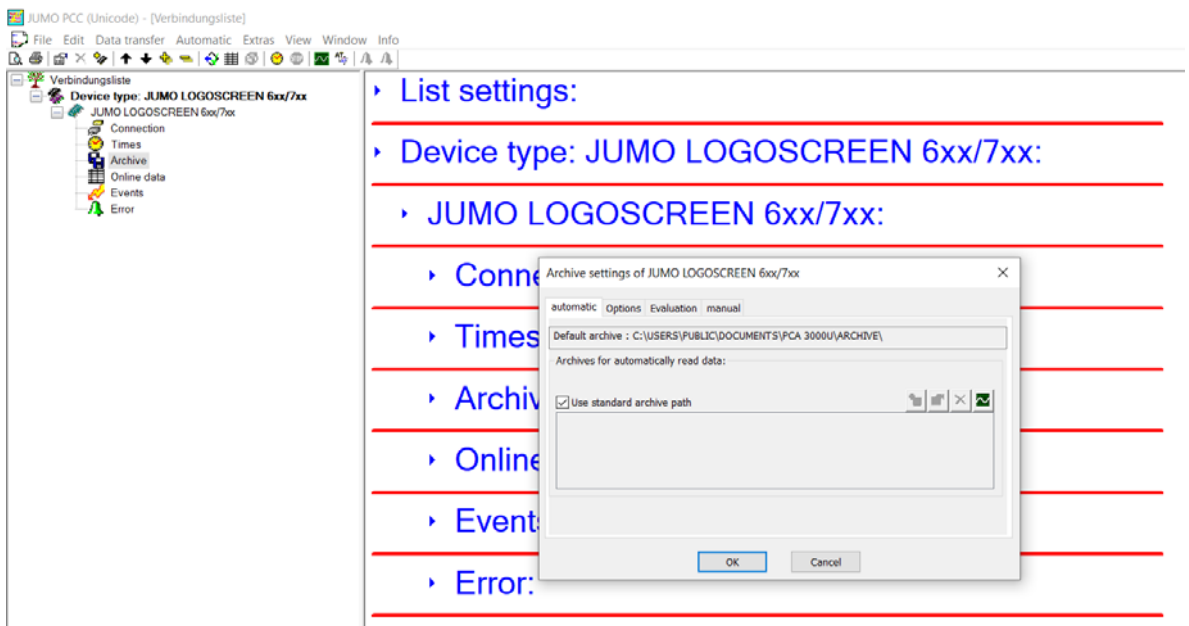 JUMO PCC (Unicode) - [Verbindungsliste]
File Edit Data transfer Automatic Extras View Window Info
Verbindungsliste
Device type: JUMO LOGOSCREEN 6xx/7xx
JUMO LOGOSCREEN 6xx/7xx
Connection
Times
Archive
Online data
Events
Error
List settings:
Device type: JUMO LOGOSCREEN 6xx/7xx:
JUMO LOGOSCREEN 6xx/7xx:
Conne
Times
Archiv
Online
Event
Error:
Archive settings of JUMO LOGOSCREEN 6xx/7xx
automatic Options Evaluation manual
Default archive : C:\USERS\PUBLIC\DOCUMENTS\PCA 3000U\ARCHIVE\
Archives for automatically read data:
Use standard archive path
OK Cancel